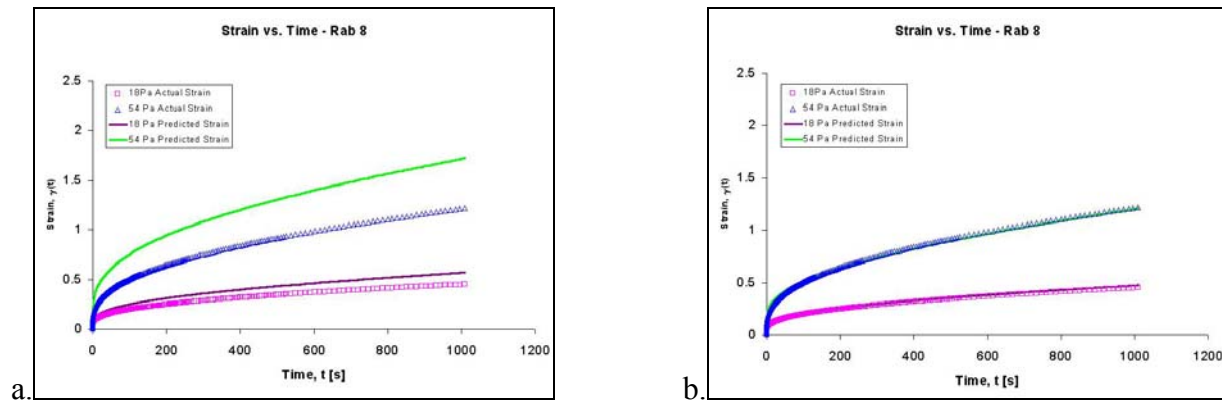 a.
Strain vs. Time - Rab 8
2.5
2
1.5
1
0.5
0
Strain, γ(t)
18Pa Actual Strain
54 Pa Actual Strain
18 Pa Predicted Strain
54 Pa Predicted Strain
0 200 400 600 800 1000 1200
Time, t [s]
b.
Strain vs. Time - Rab 8
2.5
2
1.5
1
0.5
0
Strain, γ(t)
18Pa Actual Strain
54 Pa Actual Strain
18 Pa Predicted Strain
54 Pa Predicted Strain
0 200 400 600 800 1000 1200
Time, t [s]